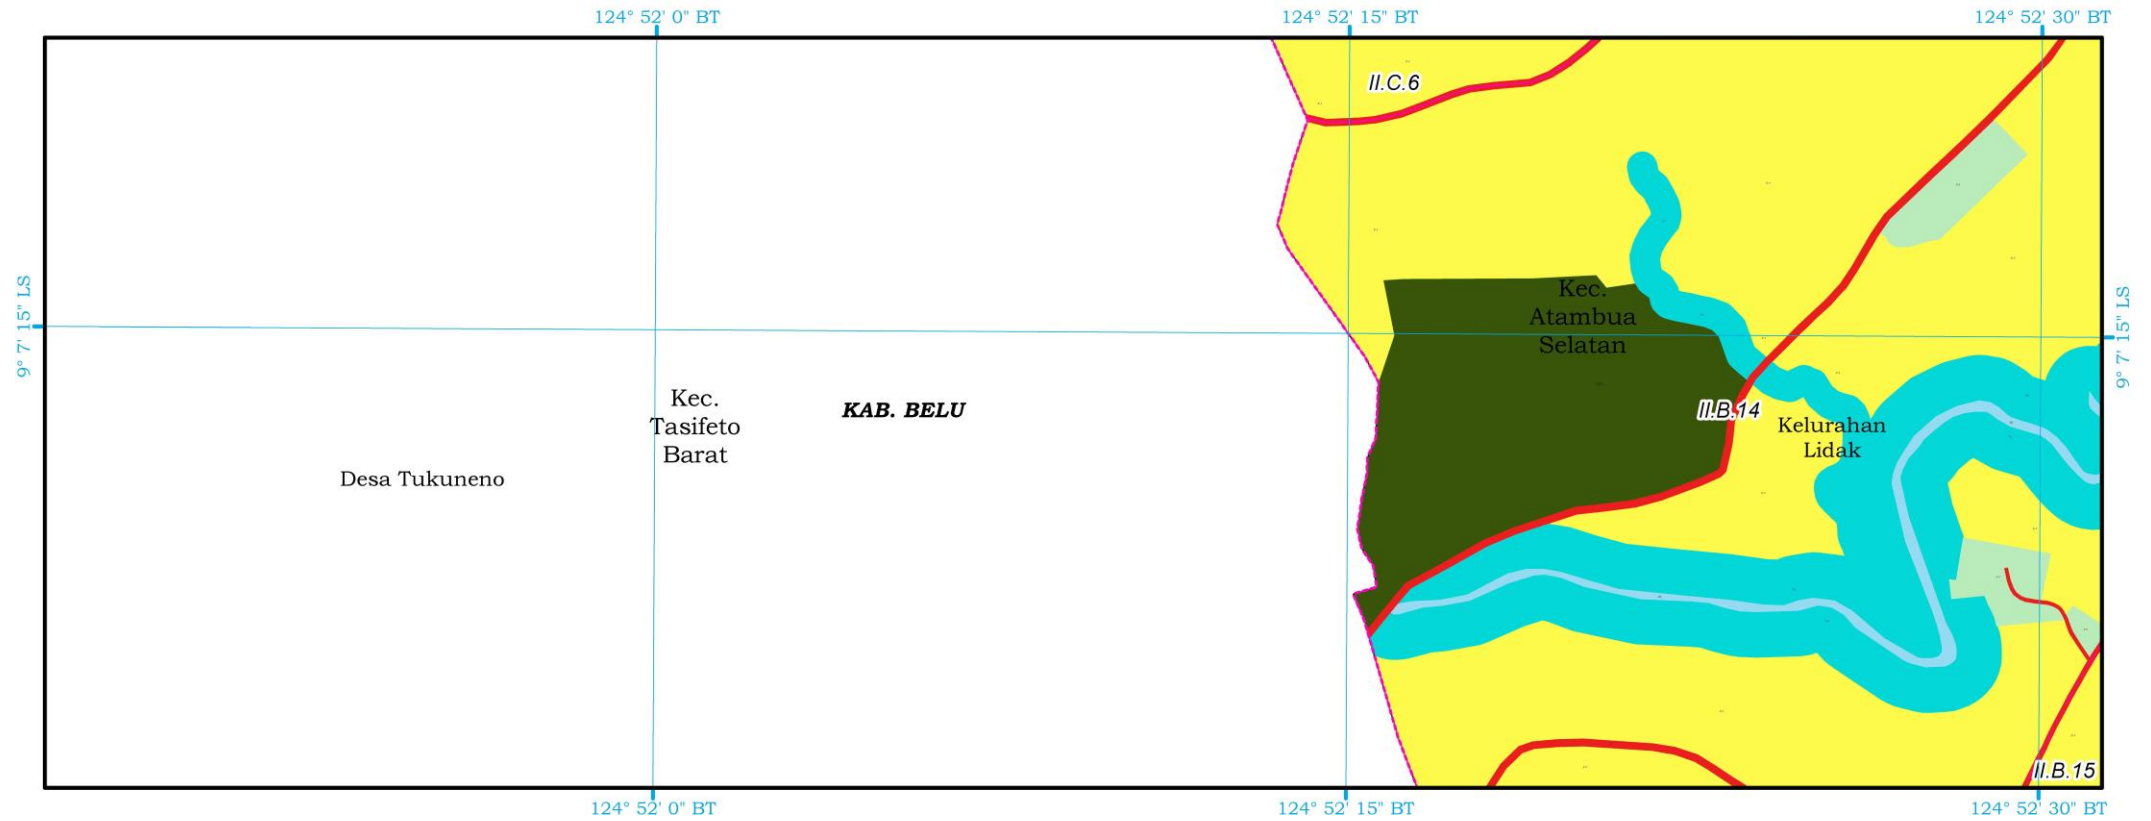 124° 52' 0" BT
124° 52' 15" BT
124° 52' 30" BT
II.C.6
9° 7' 15" LS
9° 7' 15" LS
Kec.
Atambua
Selatan
Kec.
Tasifeto
Barat
KAB. BELU
II.B.14
Kelurahan
Lidak
Desa Tukuneno
II.B.15
124° 52' 0" BT
124° 52' 15" BT
124° 52' 30" BT